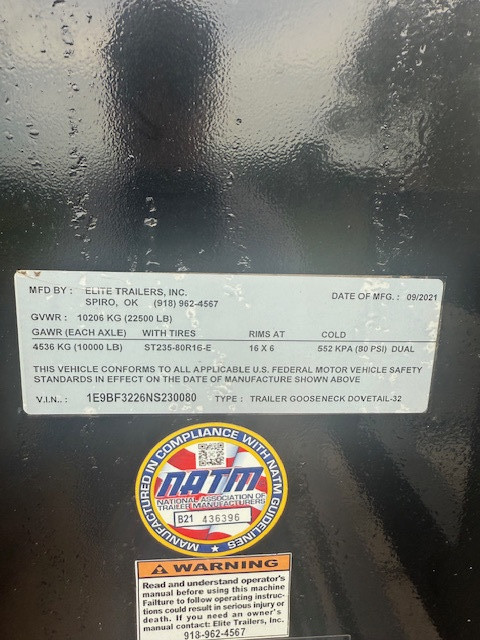 MFD BY : ELITE TRAILERS, INC.
SPIRO, OK (918) 962-4567 DATE OF MFG. : 09/2021
GVWR : 10206 KG (22500 LB)
GAWR (EACH AXLE) WITH TIRES RIMS AT COLD
4536 KG (10000 LB) ST235-80R16-E 16 X 6 552 KPA (80 PSI) DUAL
THIS VEHICLE CONFORMS TO ALL APPLICABLE U.S. FEDERAL MOTOR VEHICLE SAFETY
STANDARDS IN EFFECT ON THE DATE OF MANUFACTURE SHOWN ABOVE
V.I.N.. : 1E9BF3226NS230080 TYPE : TRAILER GOOSENECK DOVETAIL-32
MANUFACTURED IN COMPLIANCE WITH NATM GUIDELINES
NATM
NATIONAL ASSOCIATION OF
TRAILER MANUFACTURERS
B21 436396
WARNING
Read and understand operator's
manual before using this machine
Failure to follow operating instruc-
tions could result in serious injury or
death. If you need an owner's
manual contact: Elite Trailers, Inc.
918-962-4567